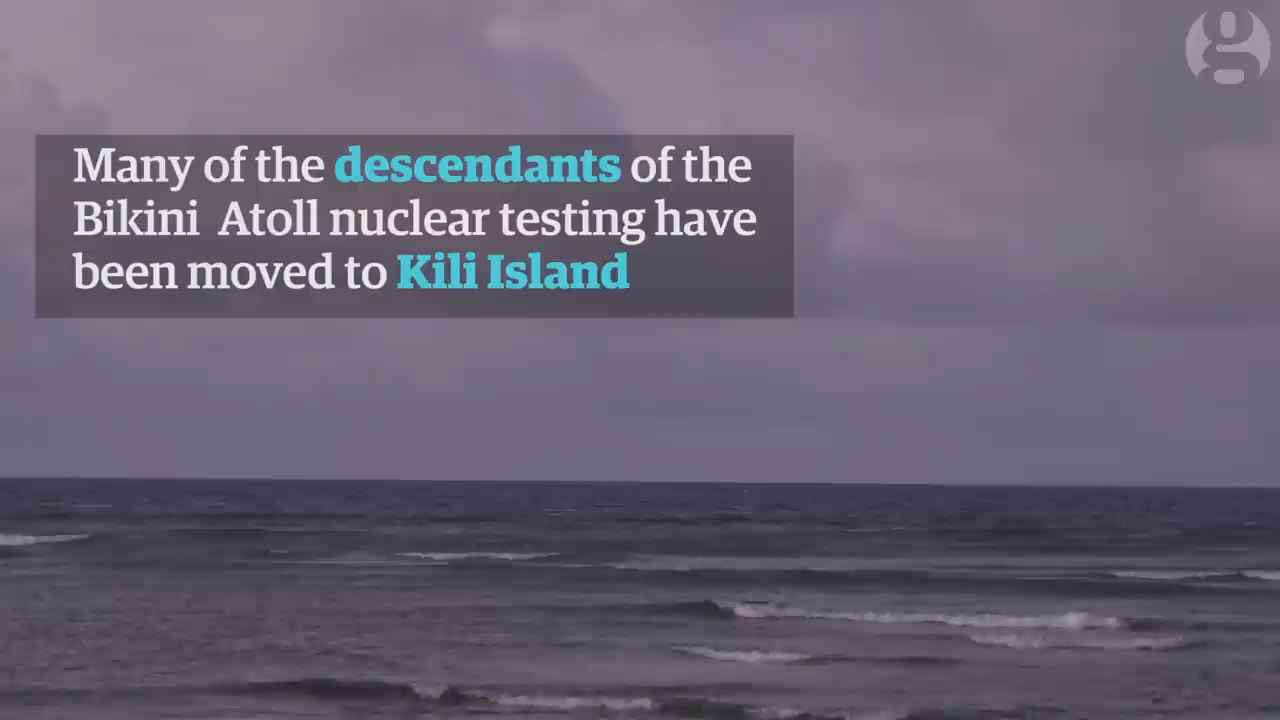 Many of the descendants of the
Bikini  Atoll nuclear testing have
been moved to Kili Island